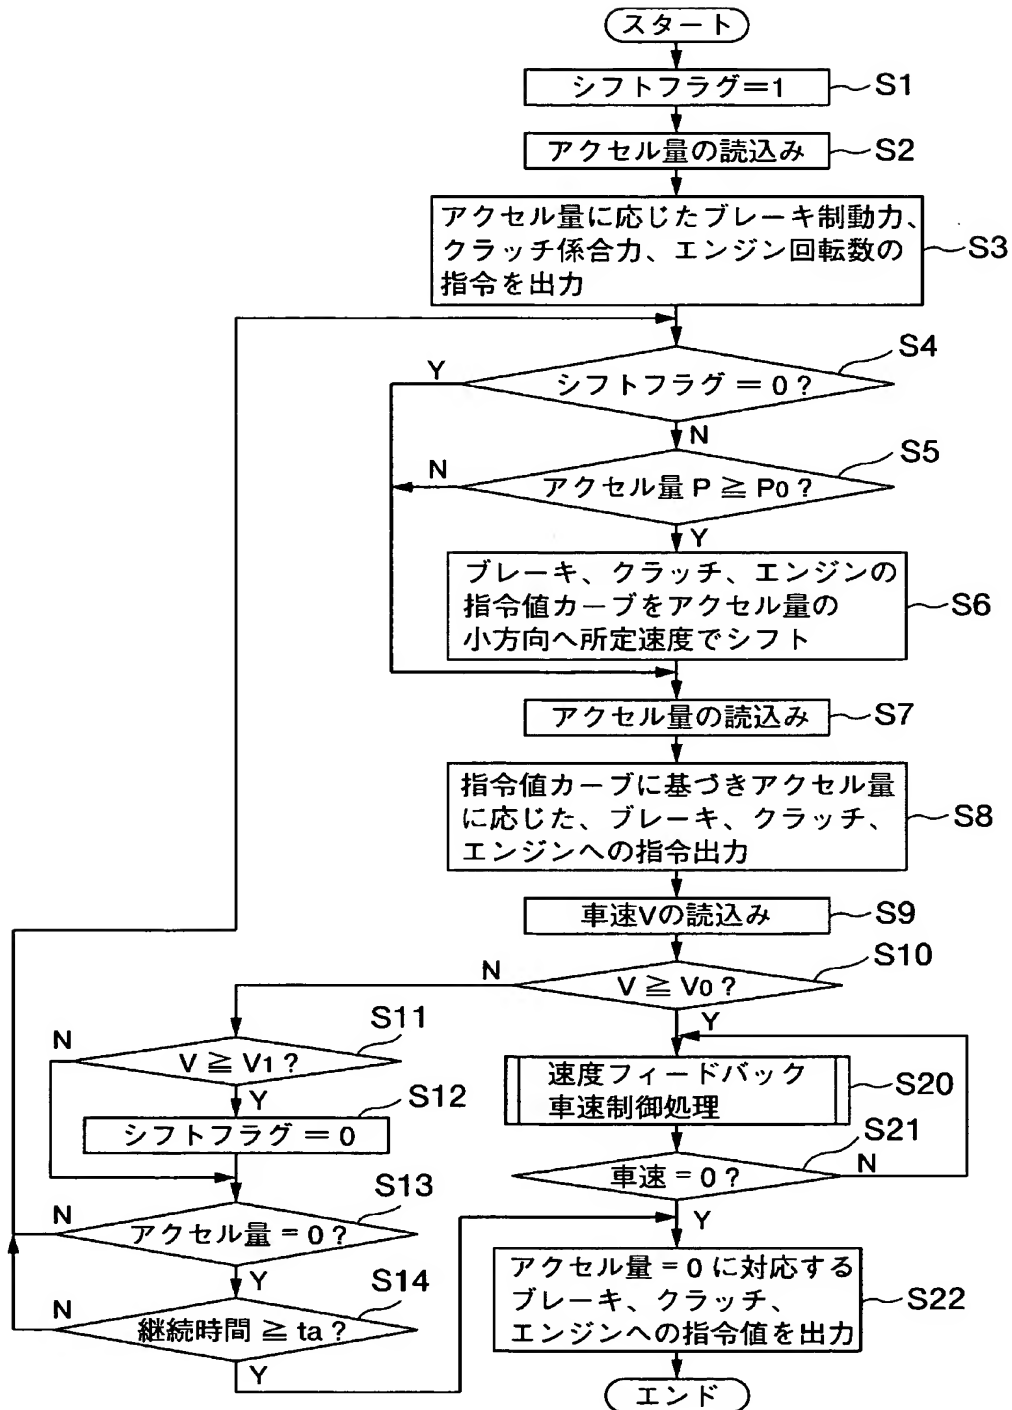 スタート
シフトフラグ=1
S1
アクセル量の読込み
S2
アクセル量に応じたブレーキ制動力、
クラッチ係合力、エンジン回転数の
指令を出力
S3
S4
シフトフラグ = 0 ?
Y
N
S5
アクセル量 P ≧ P0 ?
N
Y
ブレーキ、クラッチ、エンジンの
指令値カーブをアクセル量の
小方向へ所定速度でシフト
S6
アクセル量の読込み
S7
指令値カーブに基づきアクセル量
に応じた、ブレーキ、クラッチ、
エンジンへの指令出力
S8
車速Vの読込み
S9
S10
V ≧ V0 ?
N
Y
S11
V ≧ V1 ?
N
Y
S12
シフトフラグ = 0
S13
アクセル量 = 0 ?
N
Y
S14
継続時間 ≧ ta ?
N
Y
速度フィードバック
車速制御処理
S20
S21
車速 = 0 ?
N
Y
アクセル量 = 0 に対応する
ブレーキ、クラッチ、
エンジンへの指令値を出力
S22
エンド